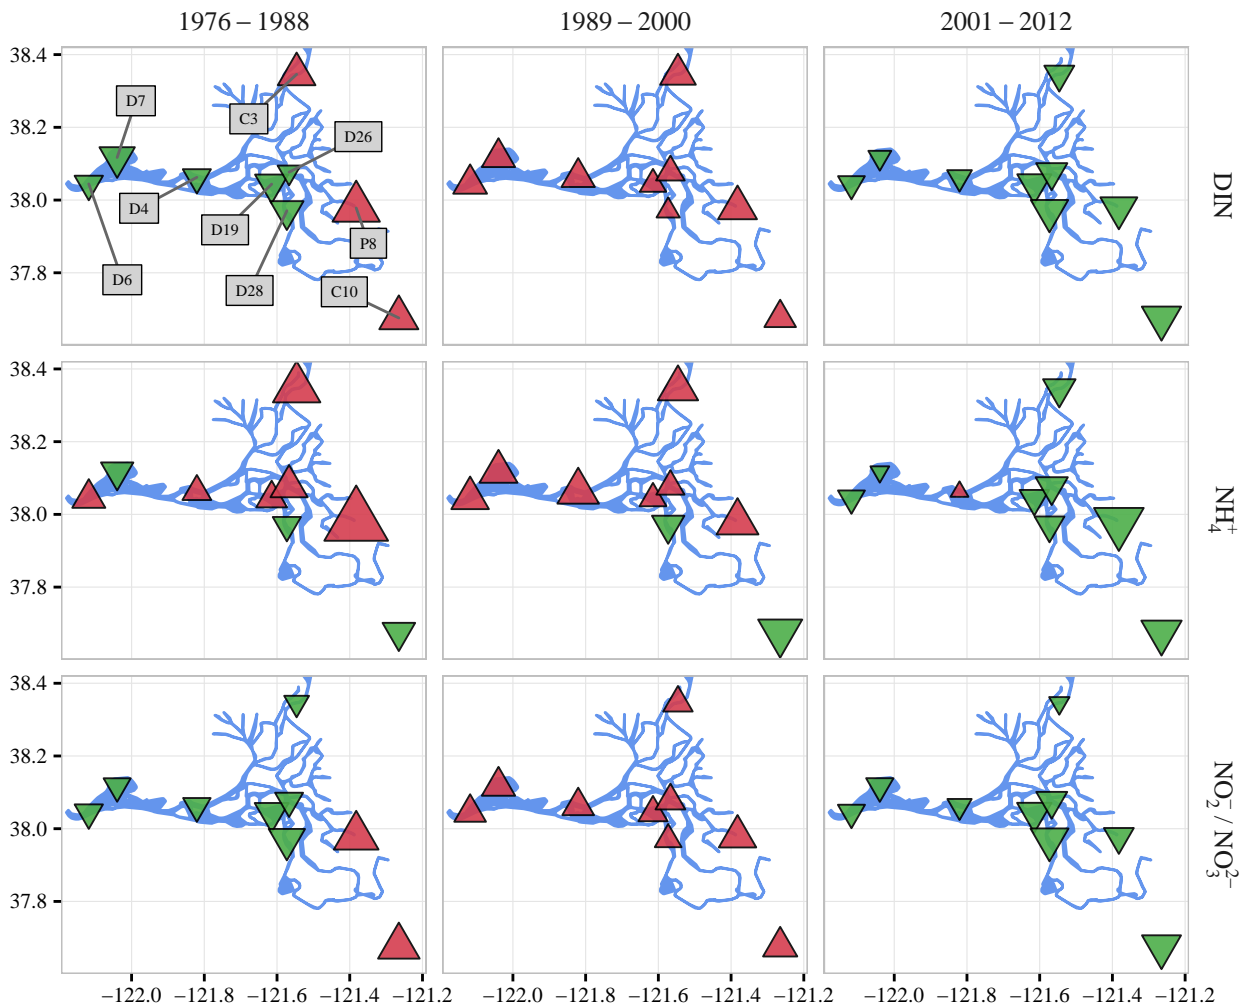 1976 – 1988
1989 – 2000
2001 – 2012
38.4
38.2
38.0
37.8
D7
C3
D26
D4
D19
P8
D6
D28
C10
DIN
38.4
38.2
38.0
37.8
NH₄⁺
38.4
38.2
38.0
37.8
NO₂⁻ / NO₃²⁻
−122.0 −121.8 −121.6 −121.4 −121.2
−122.0 −121.8 −121.6 −121.4 −121.2
−122.0 −121.8 −121.6 −121.4 −121.2